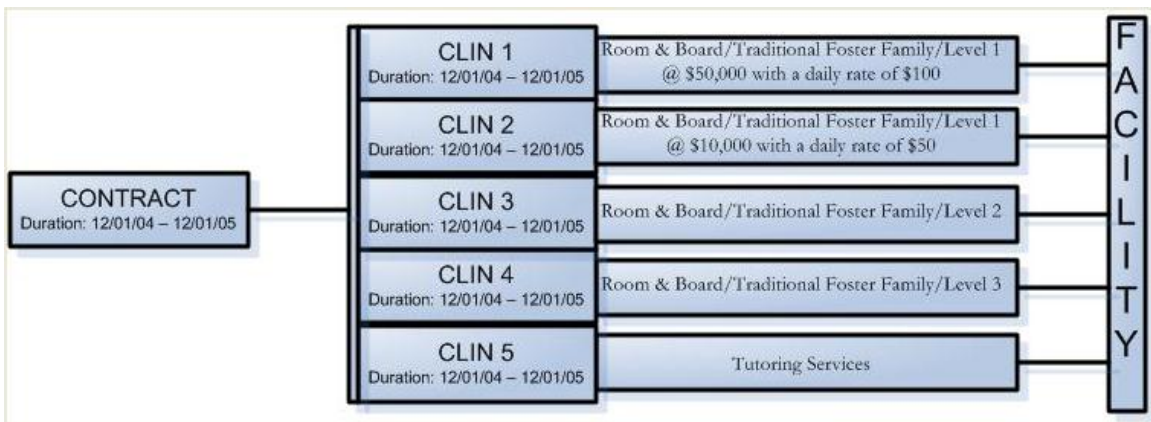 CONTRACT
Duration: 12/01/04 – 12/01/05
CLIN 1
Duration: 12/01/04 – 12/01/05
Room & Board/Traditional Foster Family/Level 1
@ $50,000 with a daily rate of $100
CLIN 2
Duration: 12/01/04 – 12/01/05
Room & Board/Traditional Foster Family/Level 1
@ $10,000 with a daily rate of $50
CLIN 3
Duration: 12/01/04 – 12/01/05
Room & Board/Traditional Foster Family/Level 2
CLIN 4
Duration: 12/01/04 – 12/01/05
Room & Board/Traditional Foster Family/Level 3
CLIN 5
Duration: 12/01/04 – 12/01/05
Tutoring Services
FACILITY